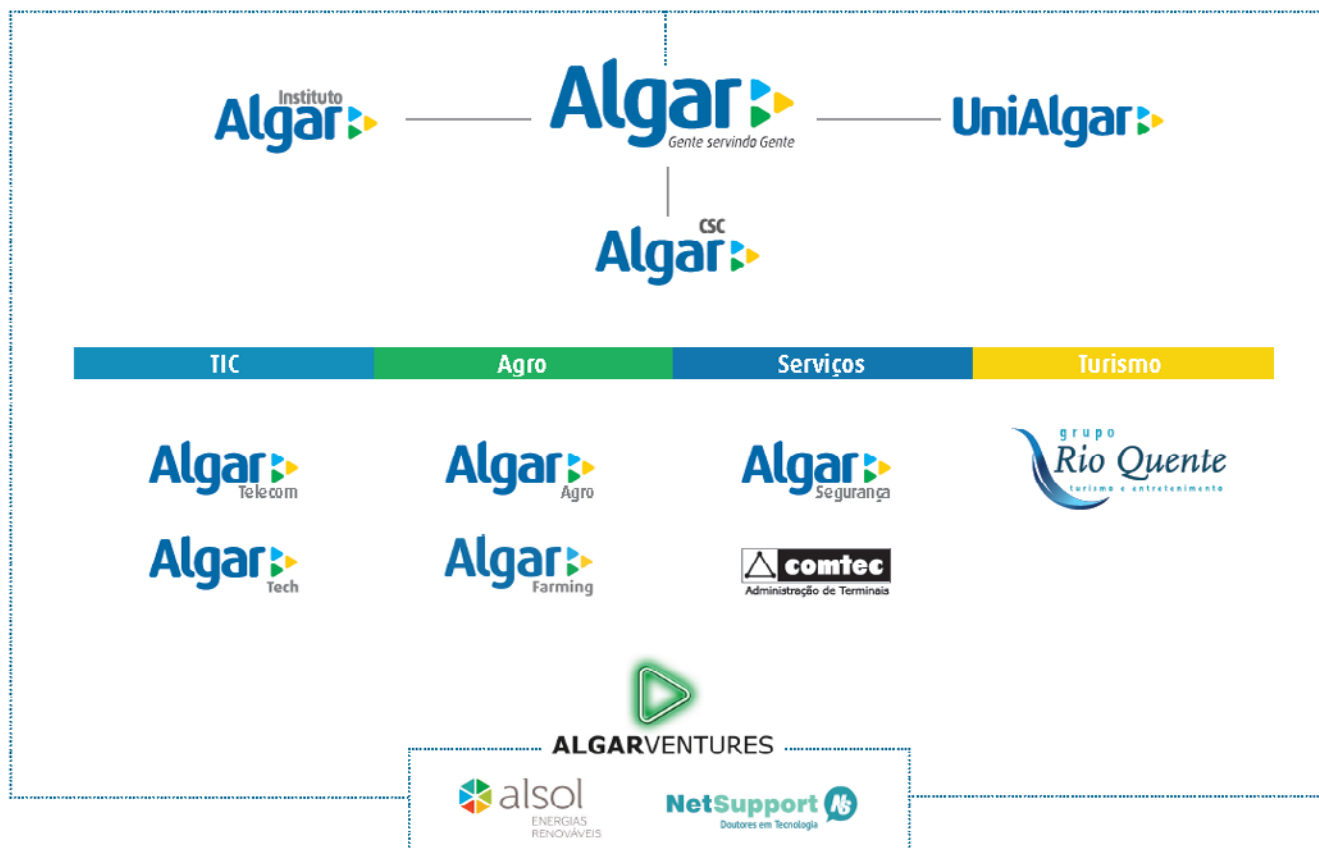 Instituto
Algar
Algar
Gente servindo Gente
UniAlgar
CSC
Algar
TIC
Agro
Serviços
Turismo
Algar
Telecom
Algar
Agro
Algar
Segurança
grupo
Rio Quente
turismo e entretenimento
Algar
Tech
Algar
Farming
comtec
Administração de Terminais
ALGARVENTURES
alsol
ENERGIAS
RENOVÁVEIS
NetSupport NS
Doutores em Tecnologia